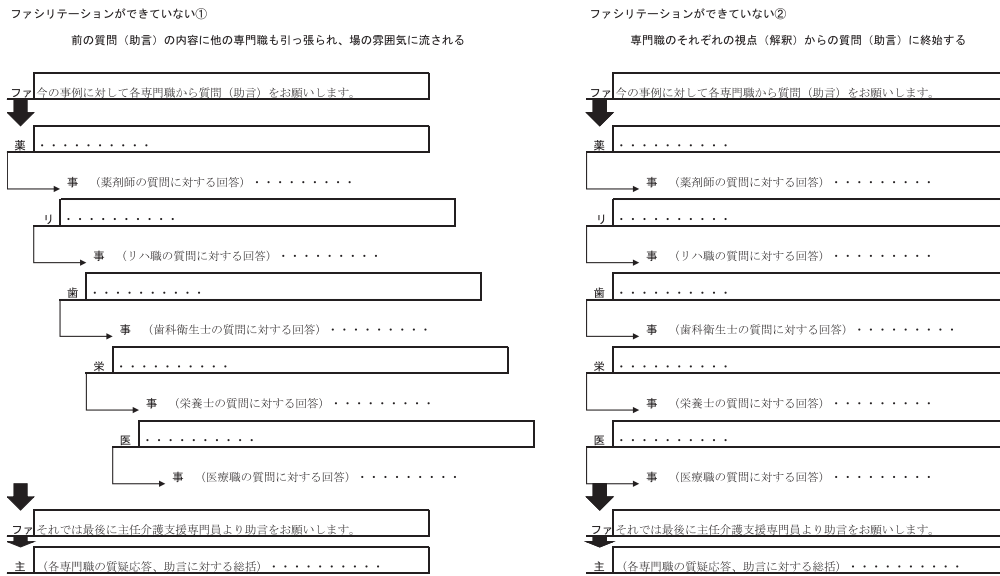 ファシリテーションができていない①
前の質問（助言）の内容に他の専門職も引っ張られ、場の雰囲気に流される
ファ 今の事例に対して各専門職から質問（助言）をお願いします。
薬 ・・・・・・・・・・
事 （薬剤師の質問に対する回答）・・・・・・・・・
リ ・・・・・・・・・・
事 （リハ職の質問に対する回答）・・・・・・・・・
歯 ・・・・・・・・・・
事 （歯科衛生士の質問に対する回答）・・・・・・・・・
栄 ・・・・・・・・・・
事 （栄養士の質問に対する回答）・・・・・・・・・
医 ・・・・・・・・・・
事 （医療職の質問に対する回答）・・・・・・・・・
ファ それでは最後に主任介護支援専門員より助言をお願いします。
主 （各専門職の質疑応答、助言に対する総括）・・・・・・・・・・
ファシリテーションができていない②
専門職のそれぞれの視点（解釈）からの質問（助言）に終始する
ファ 今の事例に対して各専門職から質問（助言）をお願いします。
薬 ・・・・・・・・・・
事 （薬剤師の質問に対する回答）・・・・・・・・・
リ ・・・・・・・・・・
事 （リハ職の質問に対する回答）・・・・・・・・・
歯 ・・・・・・・・・・
事 （歯科衛生士の質問に対する回答）・・・・・・・・・
栄 ・・・・・・・・・・
事 （栄養士の質問に対する回答）・・・・・・・・・
医 ・・・・・・・・・・
事 （医療職の質問に対する回答）・・・・・・・・・
ファ それでは最後に主任介護支援専門員より助言をお願いします。
主 （各専門職の質疑応答、助言に対する総括）・・・・・・・・・・